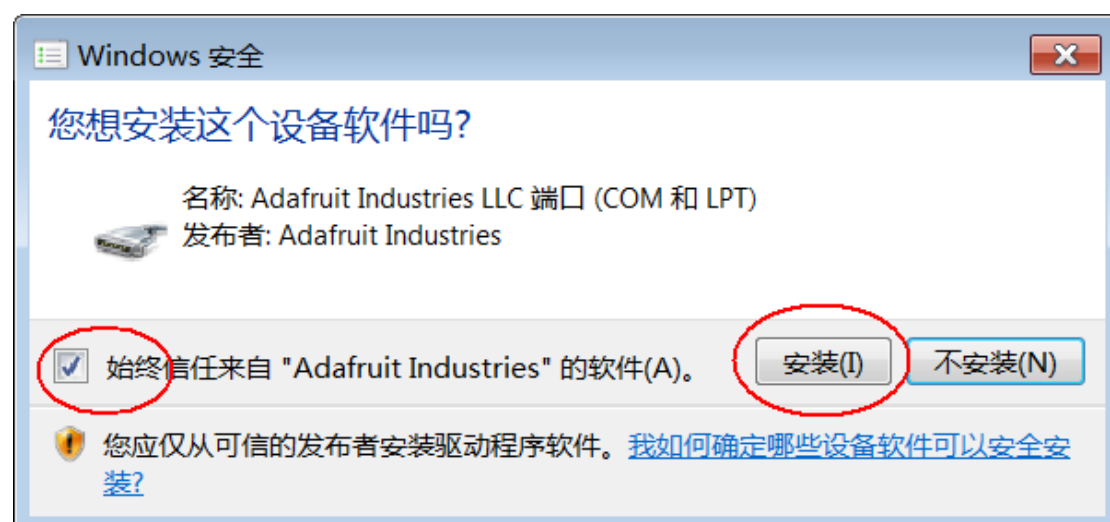 Windows 安全
您想安装这个设备软件吗?
名称: Adafruit Industries LLC 端口 (COM 和 LPT)
发布者: Adafruit Industries
始终信任来自 "Adafruit Industries" 的软件(A)。 安装(I) 不安装(N)
您应仅从可信的发布者安装驱动程序软件。我如何确定哪些设备软件可以安全安
装?